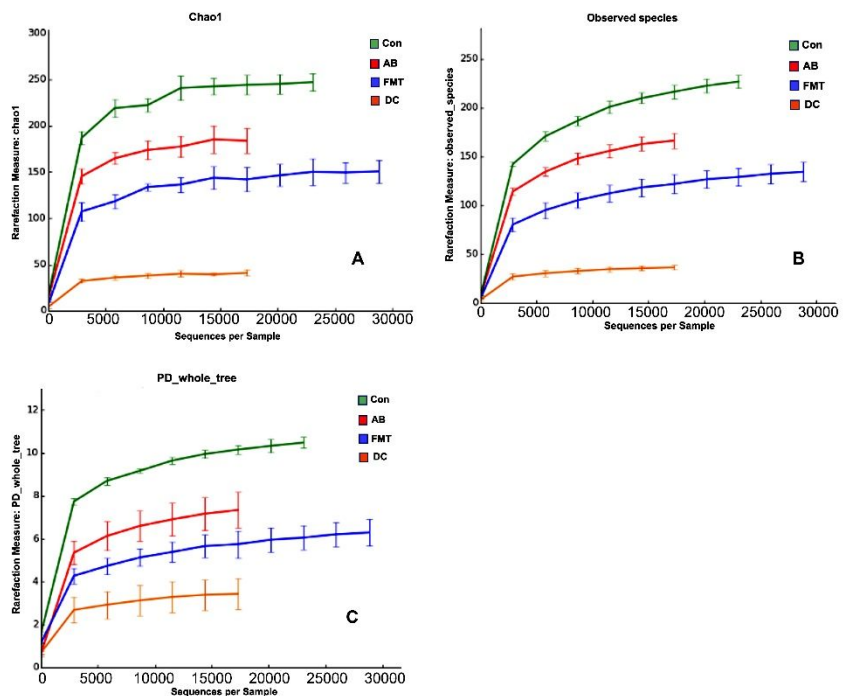 Chao1
Rarefaction Measure: chao1
300
250
200
150
100
50
0
0 5000 10000 15000 20000 25000 30000
Sequences per Sample
Con
AB
FMT
DC
A
Observed species
Rarefaction Measure: observed_species
250
200
150
100
50
0
0 5000 10000 15000 20000 25000 30000
Sequences per Sample
Con
AB
FMT
DC
B
PD_whole_tree
Rarefaction Measure: PD_whole_tree
12
10
8
6
4
2
0
0 5000 10000 15000 20000 25000 30000
Sequences per Sample
Con
AB
FMT
DC
C